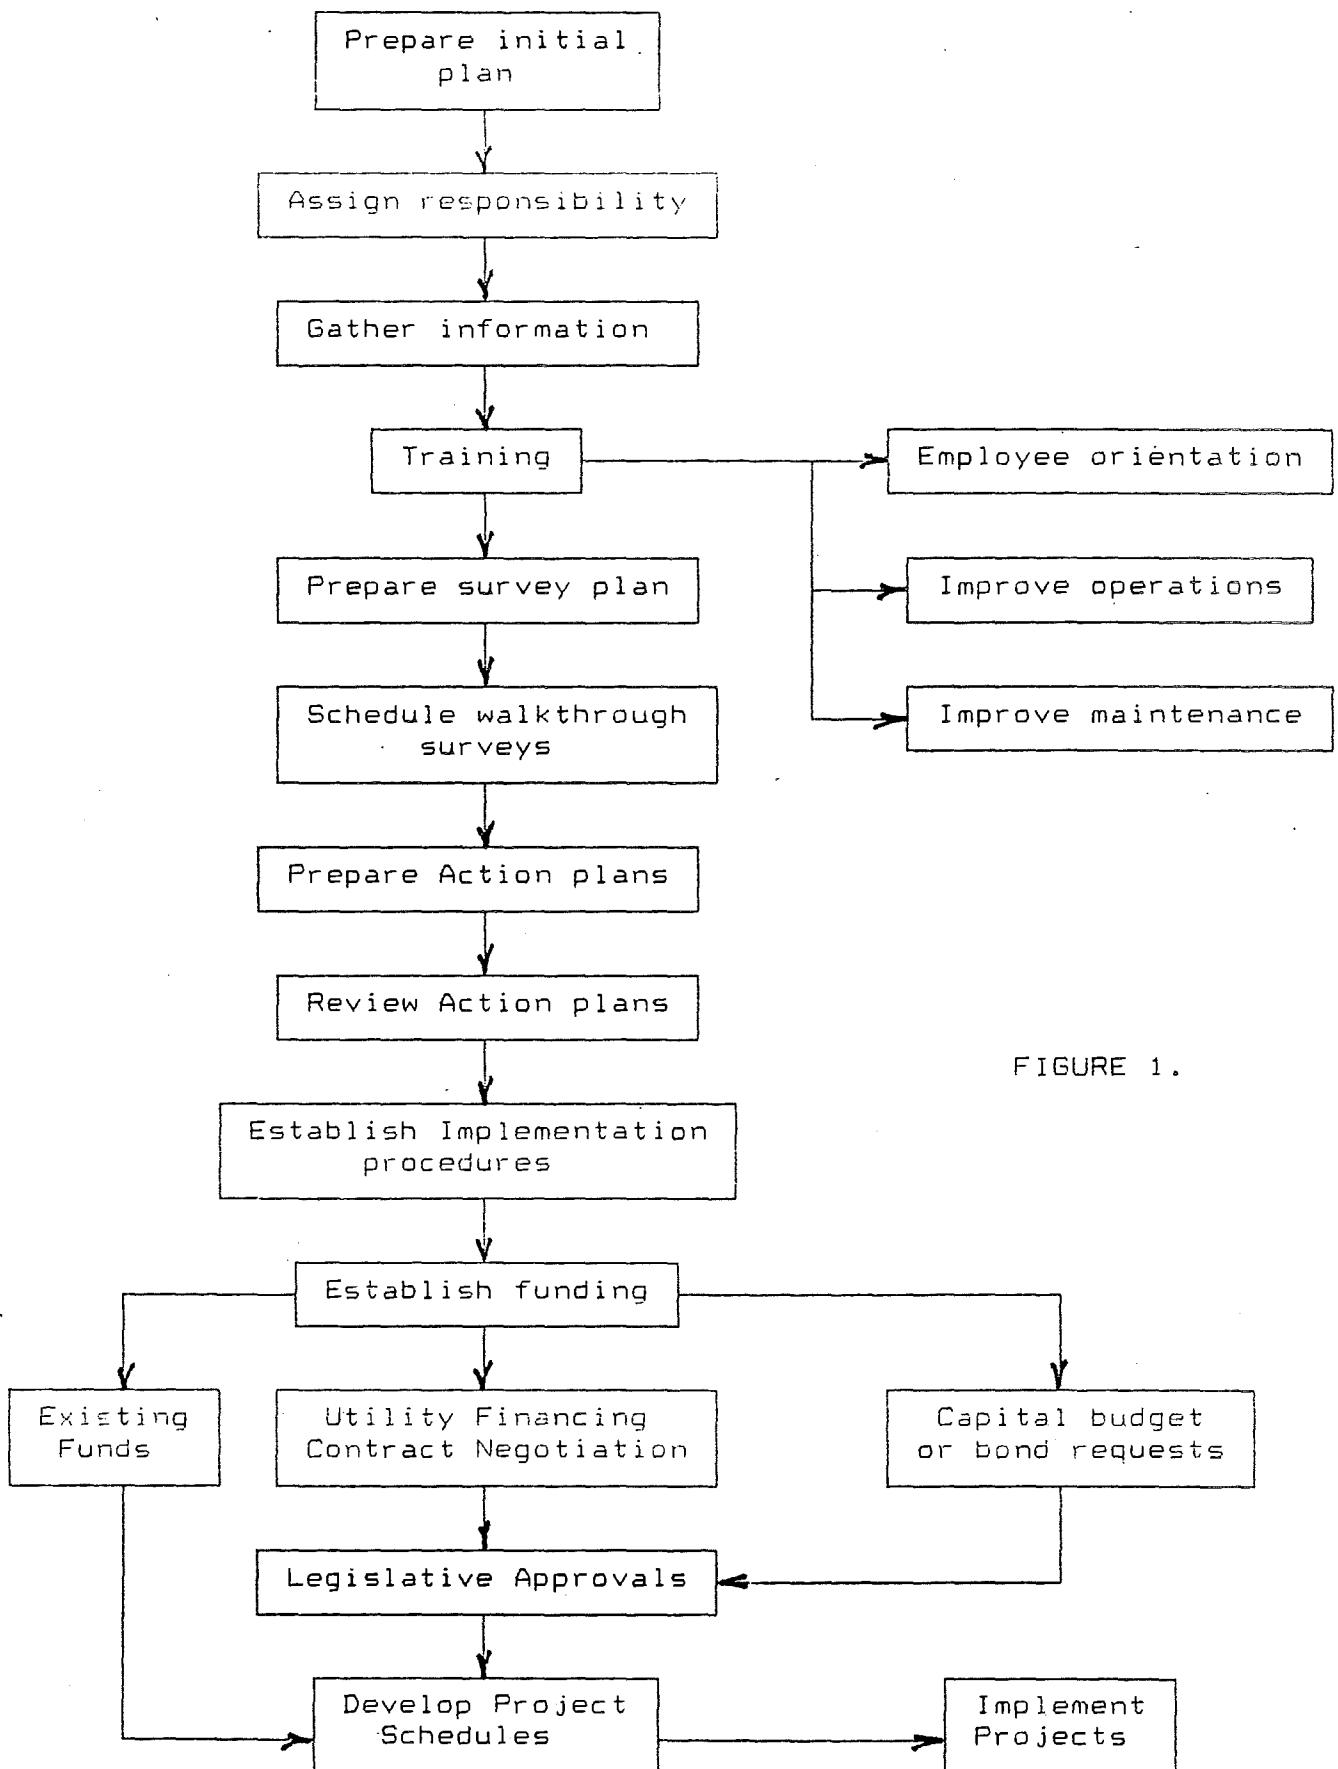 Prepare initial
plan
Assign responsibility
Gather information
Training
Employee orientation
Prepare survey plan
Improve operations
Schedule walkthrough
surveys
Improve maintenance
Prepare Action plans
Review Action plans
FIGURE 1.
Establish Implementation
procedures
Establish funding
Existing
Funds
Utility Financing
Contract Negotiation
Capital budget
or bond requests
Legislative Approvals
Develop Project
Schedules
Implement
Projects